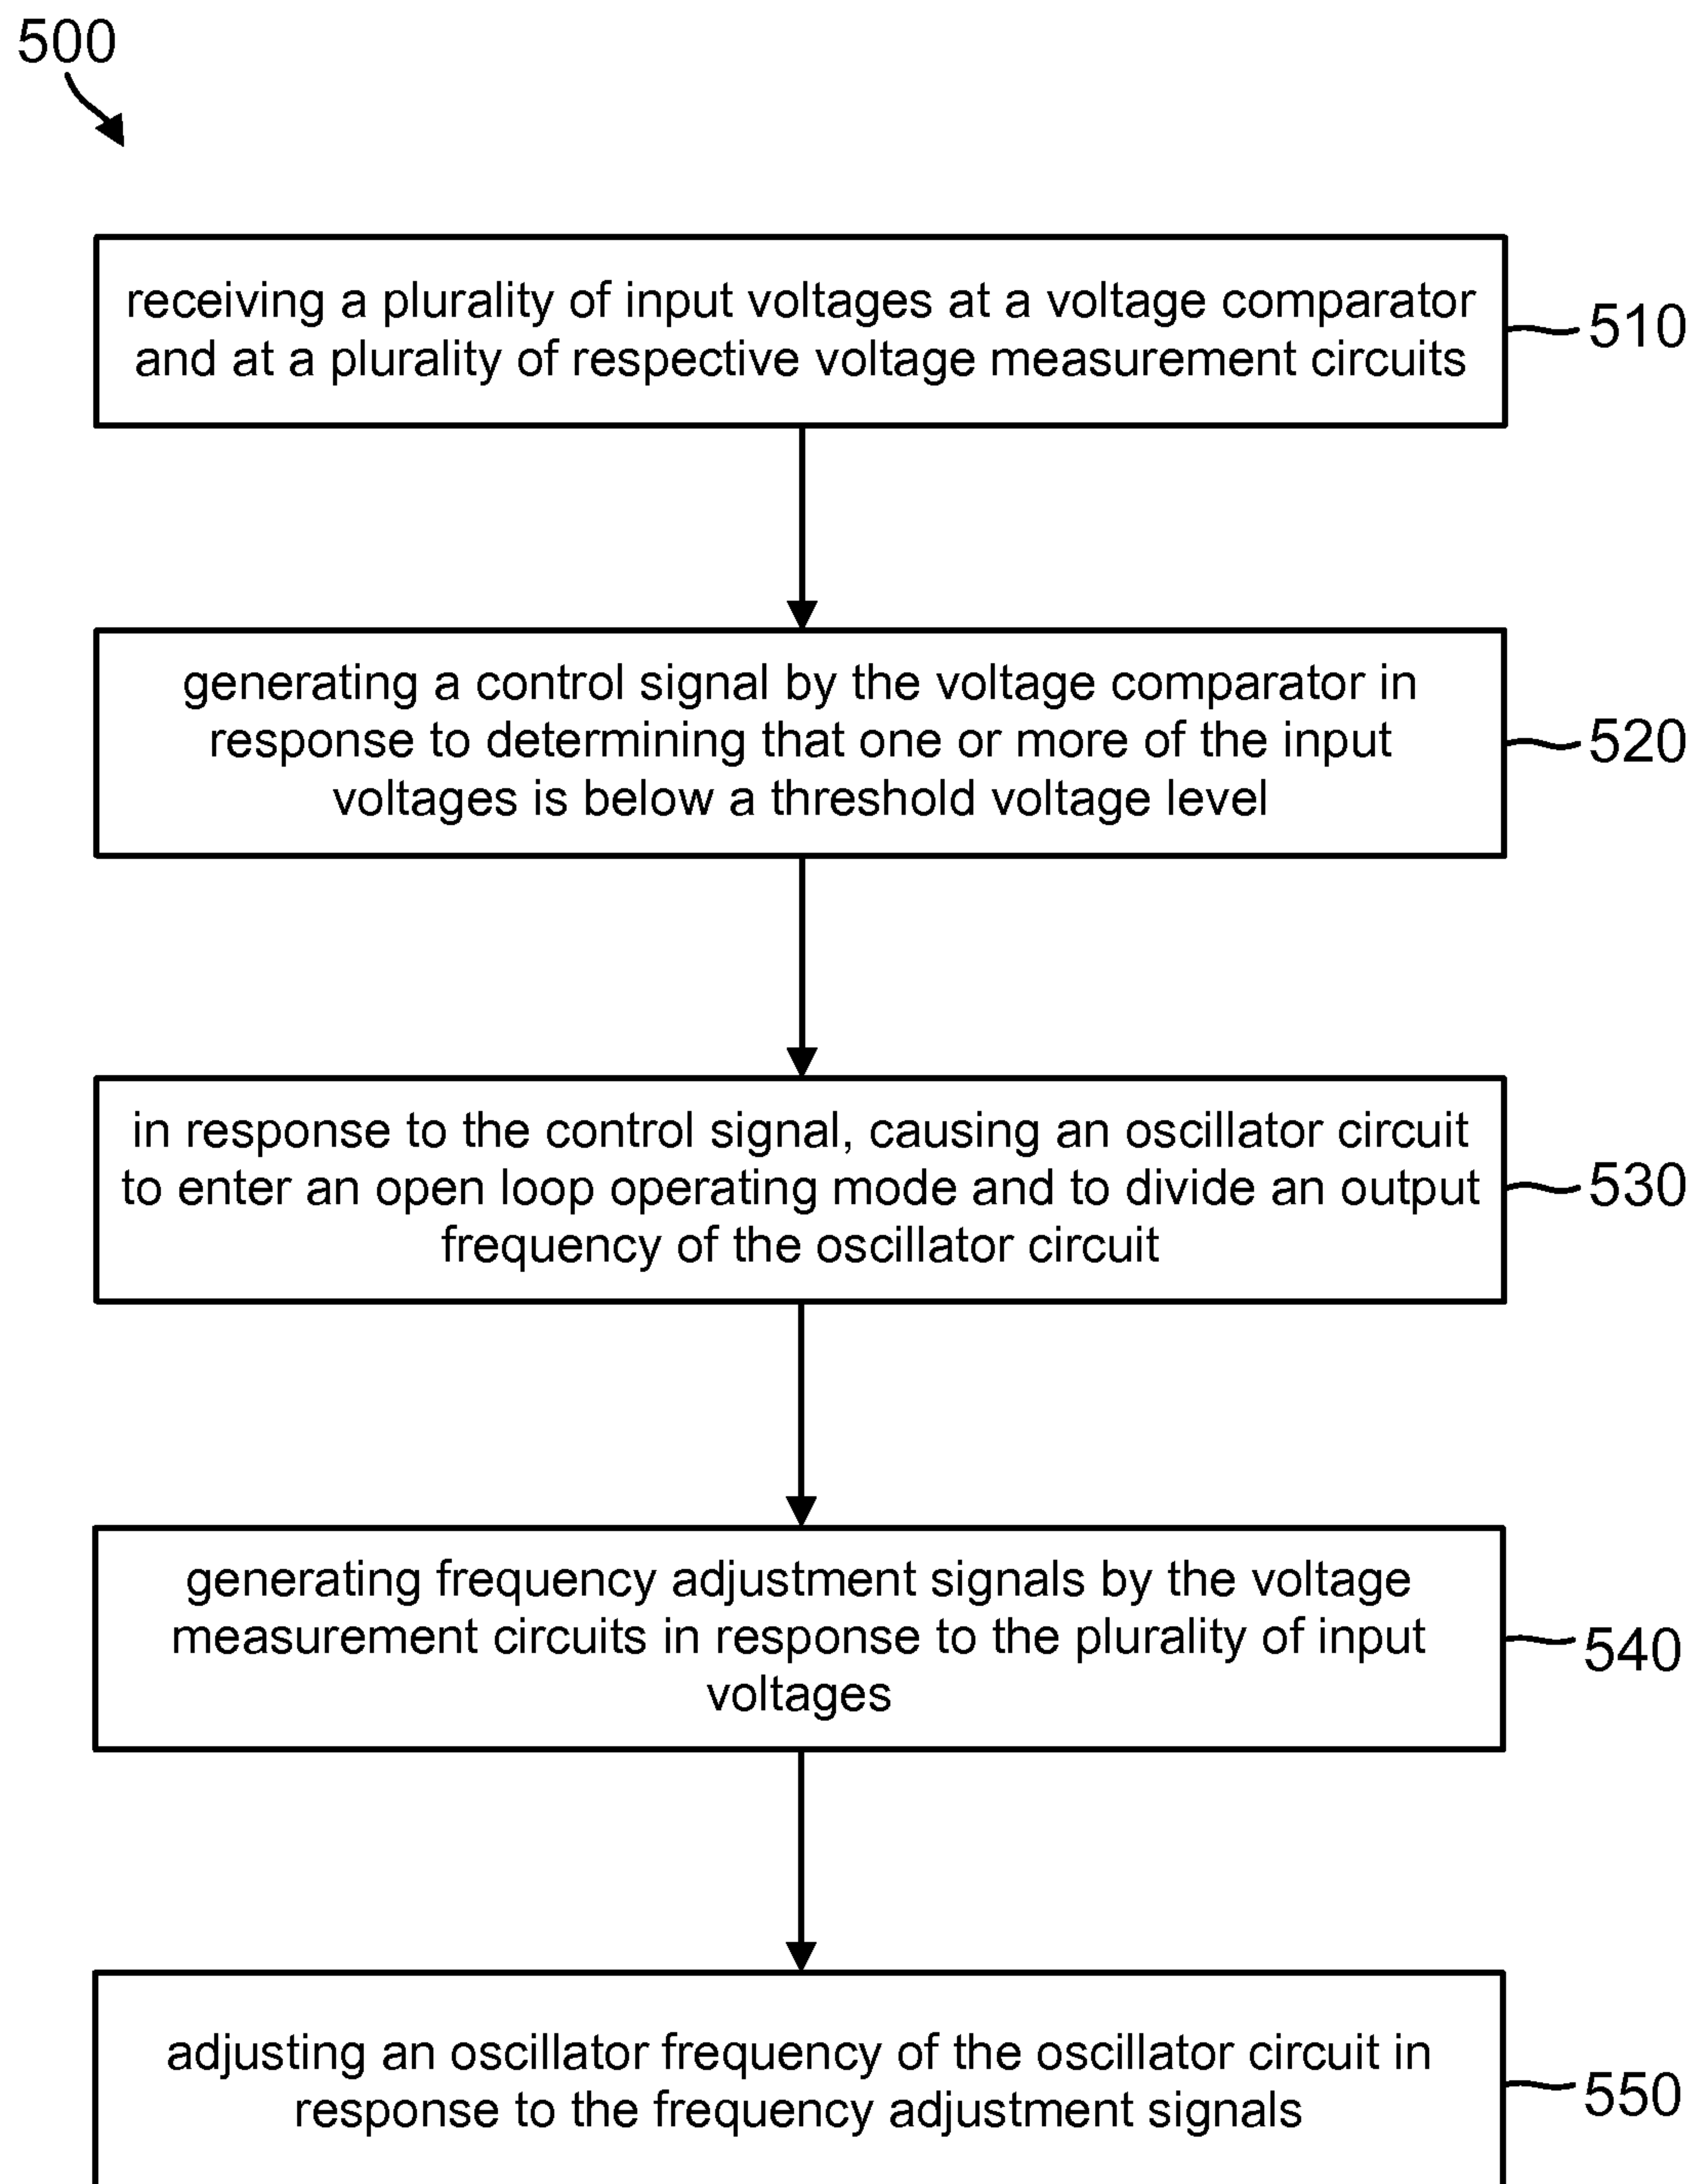 500
receiving a plurality of input voltages at a voltage comparator
and at a plurality of respective voltage measurement circuits
510
generating a control signal by the voltage comparator in
response to determining that one or more of the input
voltages is below a threshold voltage level
520
in response to the control signal, causing an oscillator circuit
to enter an open loop operating mode and to divide an output
frequency of the oscillator circuit
530
generating frequency adjustment signals by the voltage
measurement circuits in response to the plurality of input
voltages
540
adjusting an oscillator frequency of the oscillator circuit in
response to the frequency adjustment signals
550